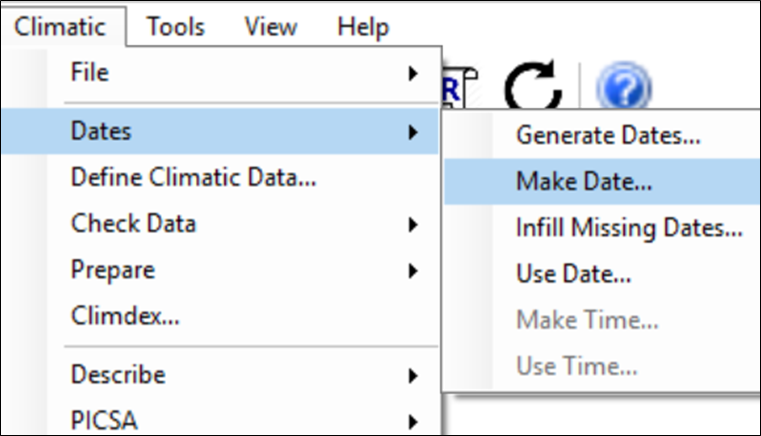 Climatic Tools View Help
File
R
Dates
Generate Dates...
Define Climatic Data...
Make Date...
Check Data
Infill Missing Dates...
Prepare
Use Date...
Climdex...
Make Time...
Describe
Use Time...
PICSA